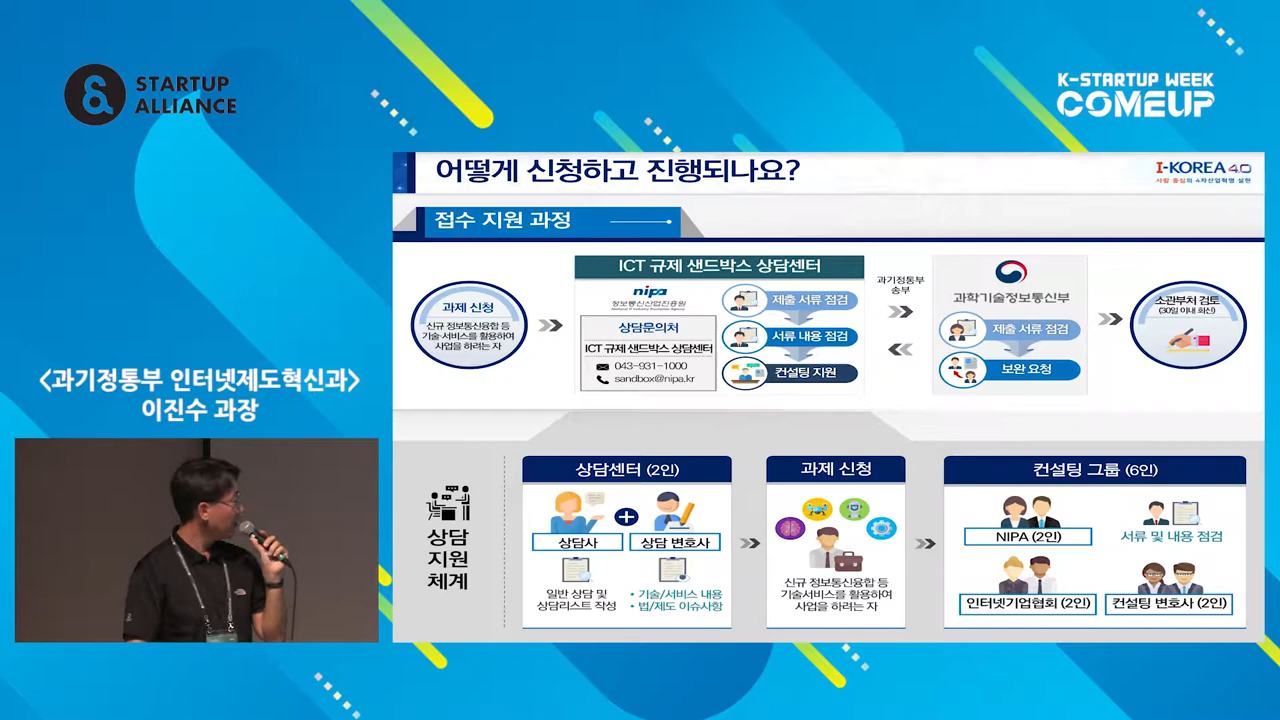 STARTUP
ALLIANCE
K-STARTUP WEEK
COMEUP
어떻게 신청하고 진행되나요?
I-KOREA 4.0
사람 중심의 4차산업혁명 실현
접수 지원 과정
과제 신청
신규 정보통신융합 등
기술·서비스를 활용하여
사업을 하려는 자
ICT 규제 샌드박스 상담센터
nipa
정보통신산업진흥원
National IT Industry Promotion Agency
상담문의처
ICT 규제 샌드박스 상담센터
043-931-1000
sandbox@nipa.kr
제출 서류 점검
서류 내용 점검
컨설팅 지원
과기정통부
송부
과학기술정보통신부
제출 서류 점검
보완 요청
소관부처 검토
(30일 이내 회신)
<과기정통부 인터넷제도혁신과>
이진수 과장
상담
지원
체계
상담센터 (2인)
상담사
상담 변호사
일반 상담 및
상담리스트 작성
• 기술/서비스 내용
• 법/제도 이슈사항
과제 신청
신규 정보통신융합 등
기술서비스를 활용하여
사업을 하려는 자
컨설팅 그룹 (6인)
NIPA (2인)
서류 및 내용 점검
인터넷기업협회 (2인)
컨설팅 변호사 (2인)